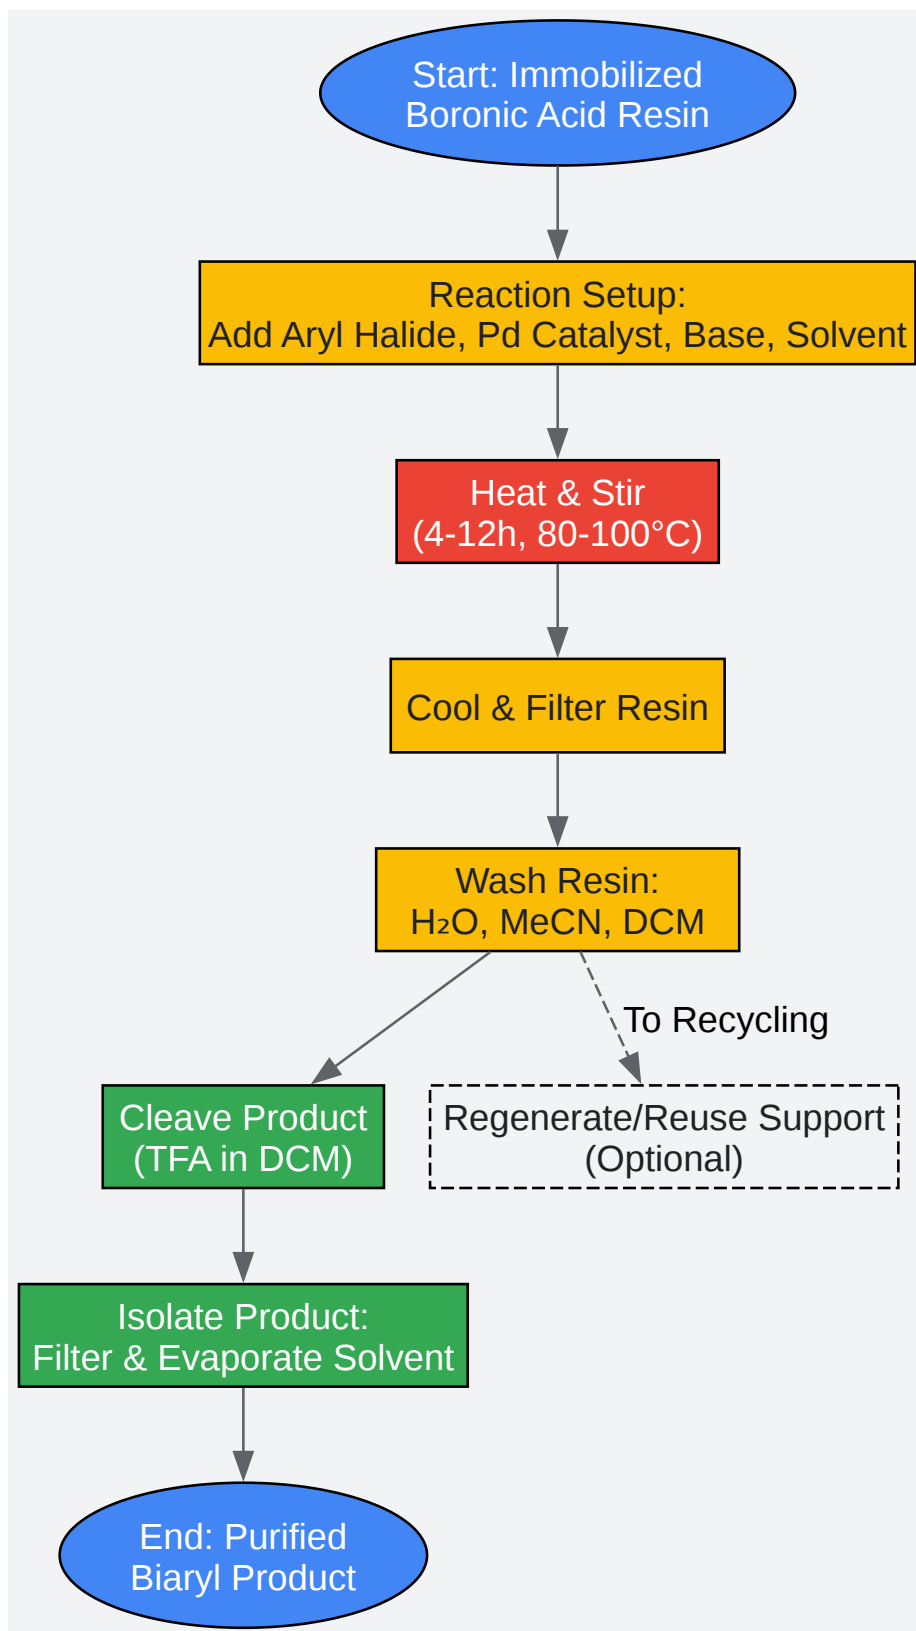 Start: Immobilized
Boronic Acid Resin
Reaction Setup:
Add Aryl Halide, Pd Catalyst, Base, Solvent
Heat & Stir
(4-12h, 80-100°C)
Cool & Filter Resin
Wash Resin:
H₂O, MeCN, DCM
To Recycling
Cleave Product
(TFA in DCM)
Regenerate/Reuse Support
(Optional)
Isolate Product:
Filter & Evaporate Solvent
End: Purified
Biaryl Product